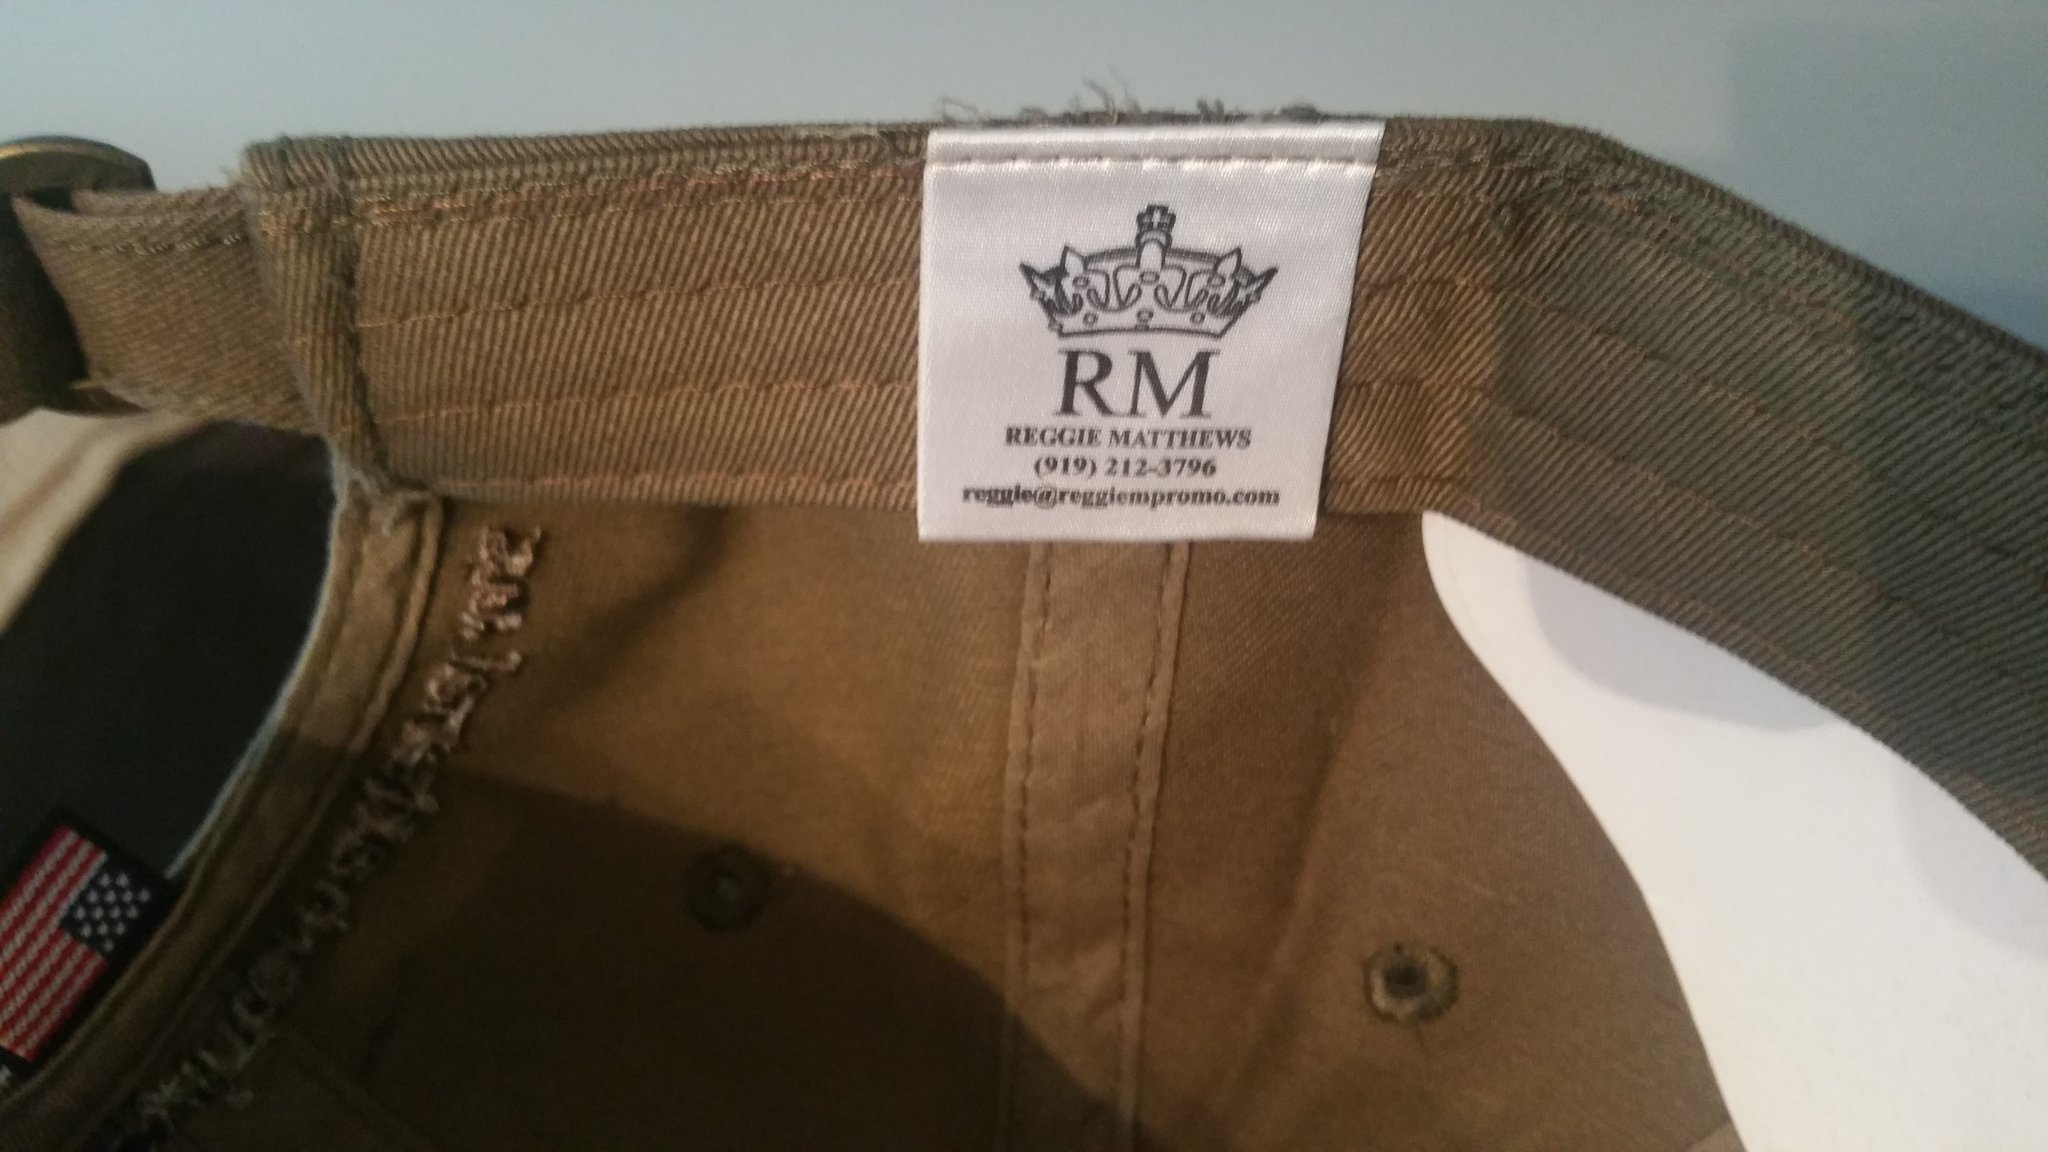 RM
REGGIE MATTHEWS
(919) 212-3796
reggie@reggiempromo.com